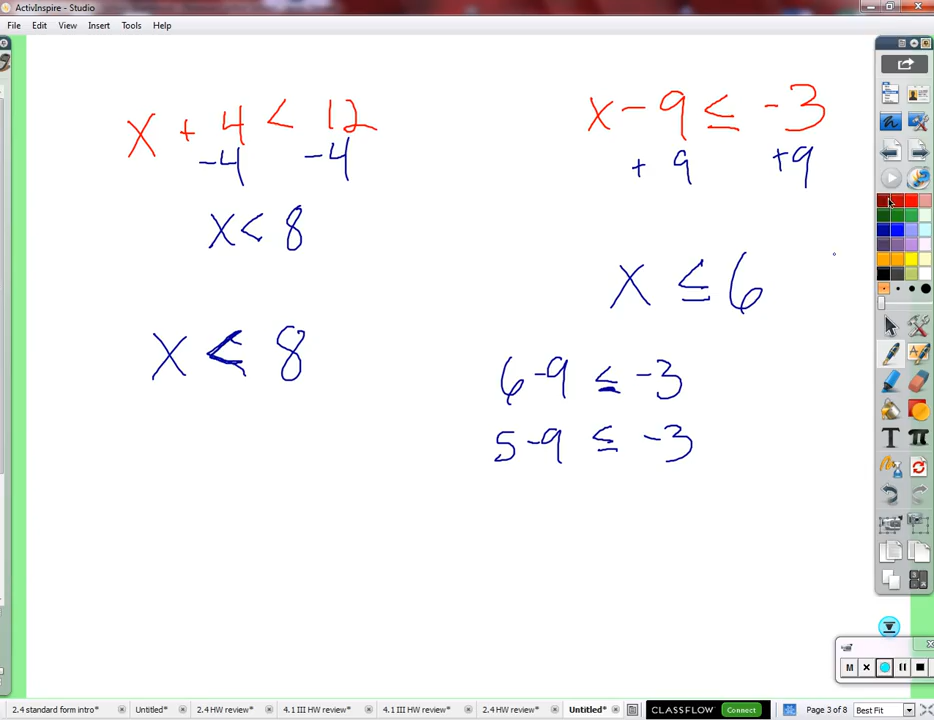 ActivInspire - Studio
File Edit View Insert Tools Help
x + 4 < 12
-4 -4
x < 8
x < 8
x - 9 ≤ -3
+ 9 +9
x ≤ 6
6 - 9 ≤ -3
5 - 9 ≤ -3
2.4 standard form intro* Untitled* 2.4 HW review* 4.1 III HW review* 4.1 III HW review* 2.4 HW review* Untitled* CLASSFLOW Connect Page 3 of 8 Best Fit